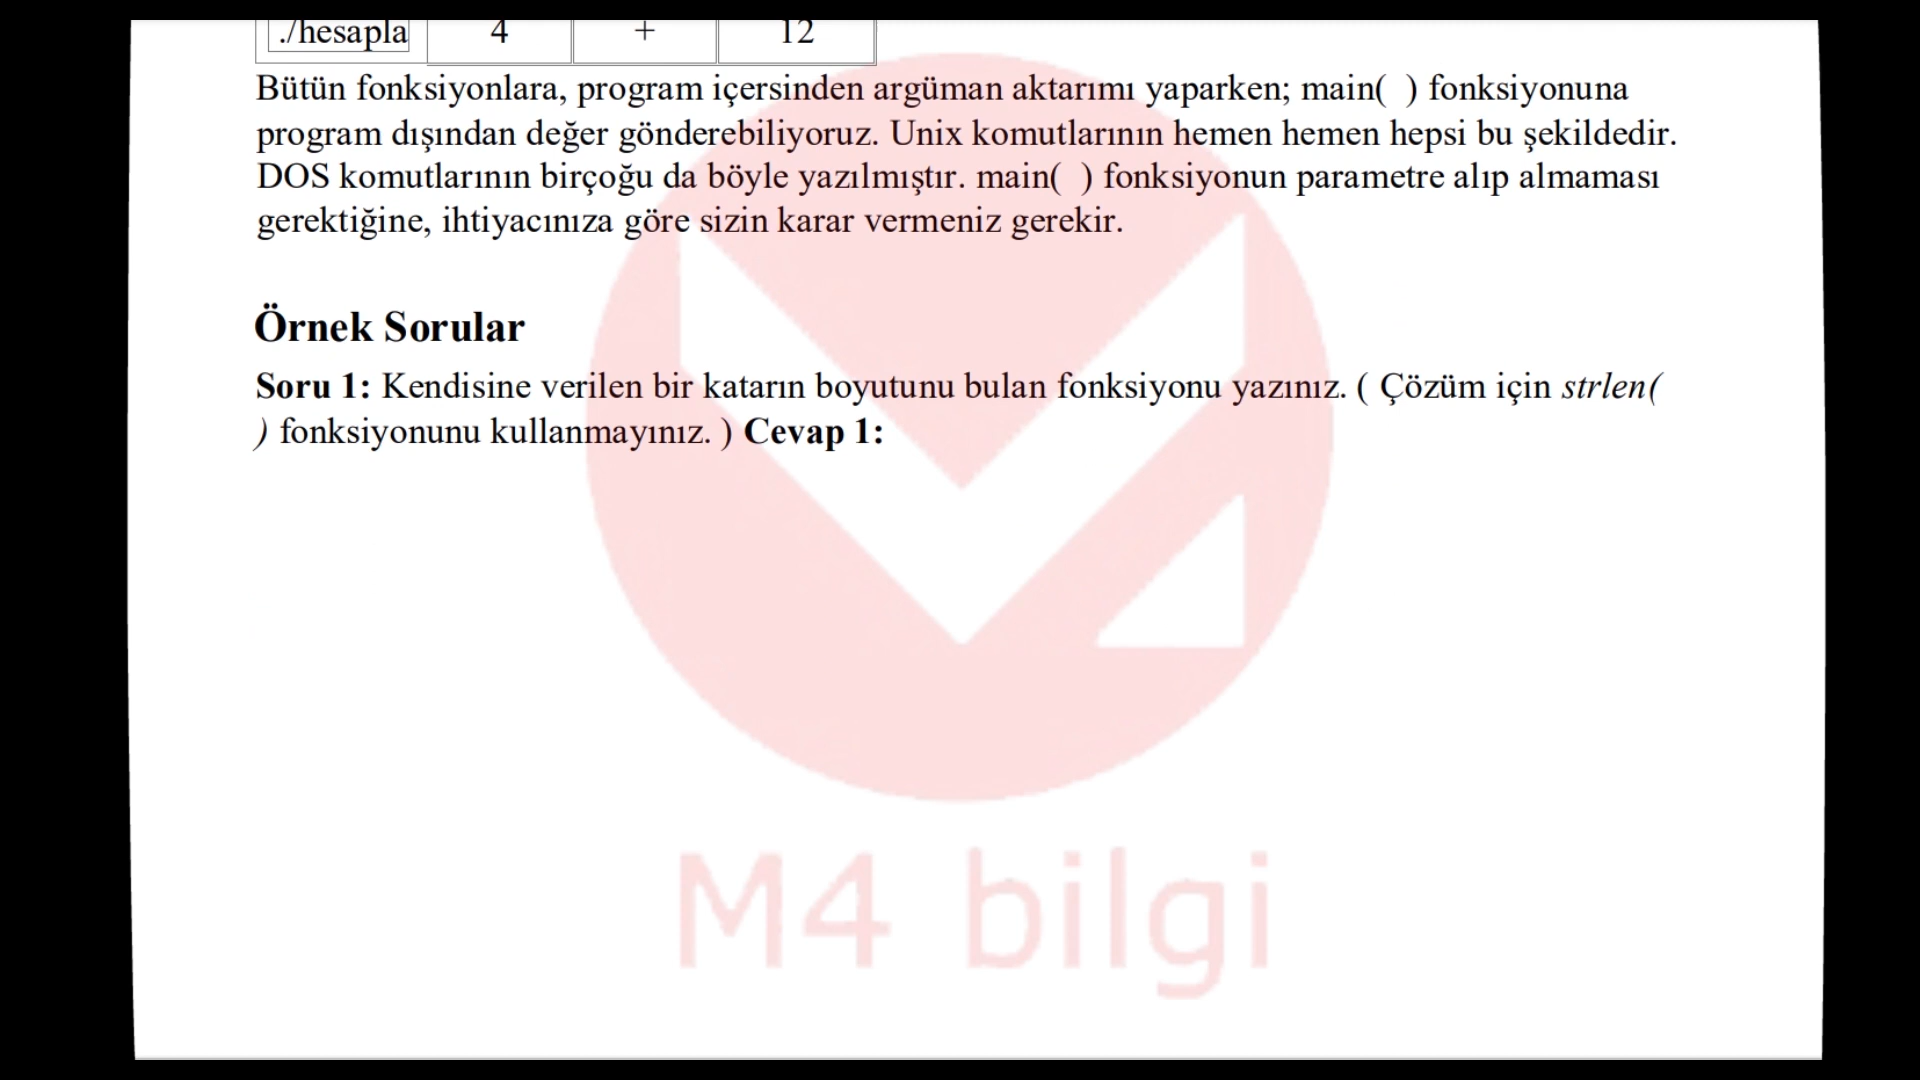 ./hesapla 4 + 12
Bütün fonksiyonlara, program içersinden argüman aktarımı yaparken; main( ) fonksiyonuna
program dışından değer gönderebiliyoruz. Unix komutlarının hemen hemen hepsi bu şekildedir.
DOS komutlarının birçoğu da böyle yazılmıştır. main( ) fonksiyonun parametre alıp almaması
gerektiğine, ihtiyacınıza göre sizin karar vermeniz gerekir.
Örnek Sorular
Soru 1: Kendisine verilen bir katarın boyutunu bulan fonksiyonu yazınız. ( Çözüm için strlen(
) fonksiyonunu kullanmayınız. ) Cevap 1:
M4 bilgi